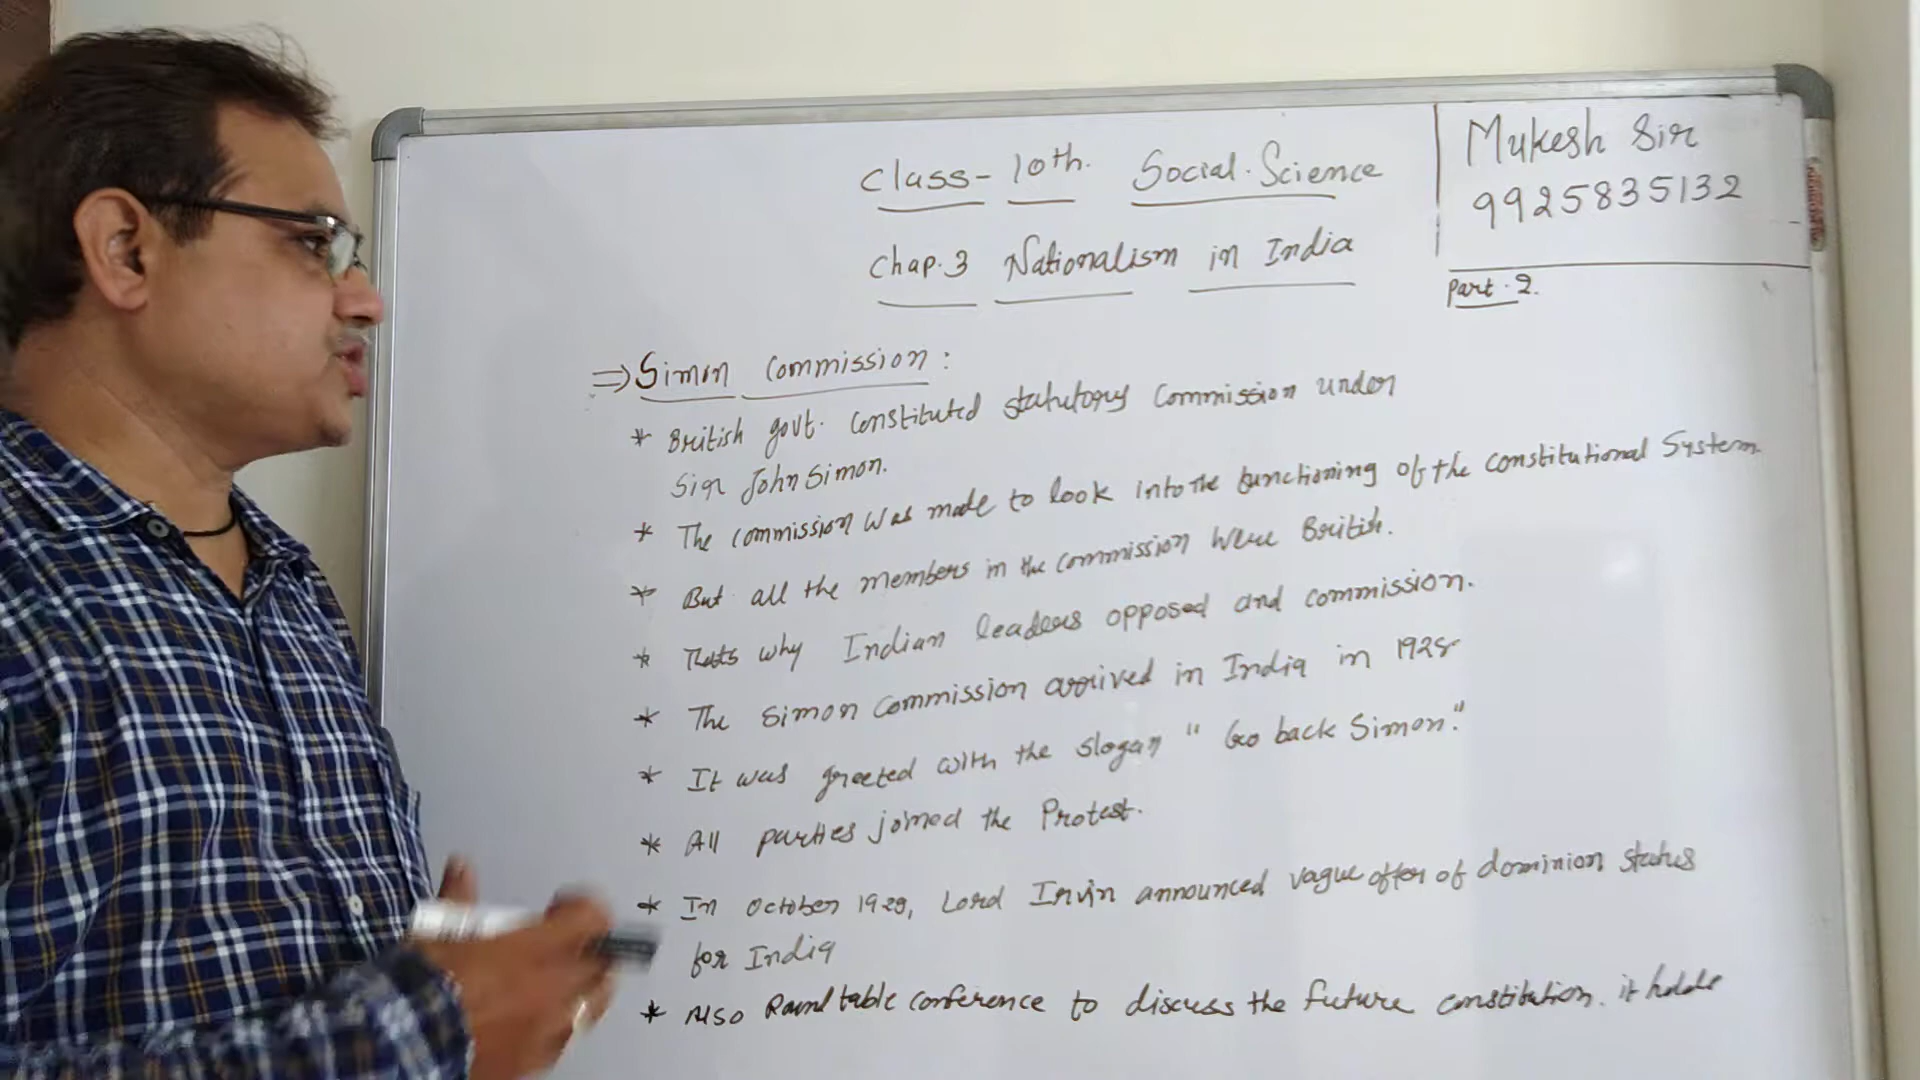 Class- 10th. Social. Science
Chap. 3 Nationalism in India
Mukesh Sir
9925835132
Part. 2.
⇒ Simon Commission :
* British govt. constituted statutory Commission under
Sir John Simon.
* The commission was made to look into the functioning of the constitutional System.
* But all the members in the commission were British.
* Thats why Indian leaders opposed and commission.
* The Simon Commission arrived in India in 1928
* It was greeted with the slogan " Go back Simon."
* All parties joined the Protest.
* In October 1929, Lord Irvin announced vague offer of dominion status
for India
* Also Round table conference to discuss the future constitution. it holds